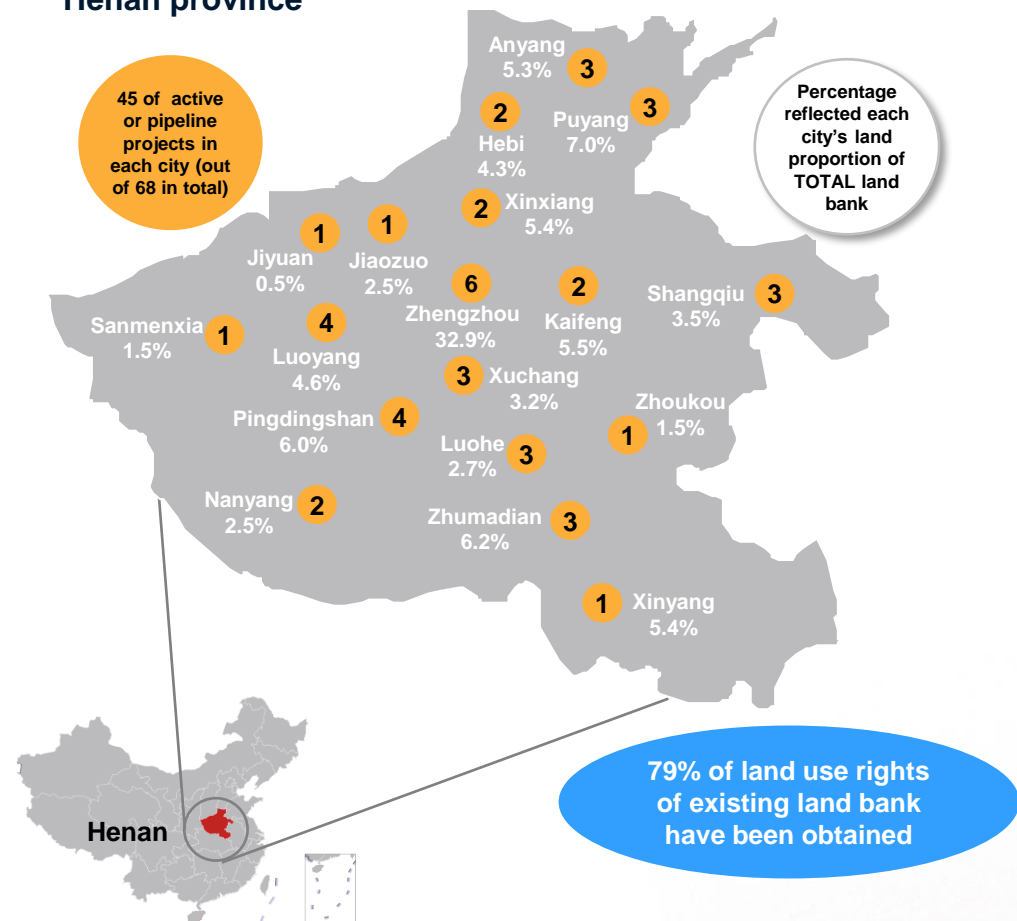 Henan province
45 of active
or pipeline
projects in
each city (out
of 68 in total)
Percentage
reflected each
city's land
proportion of
TOTAL land
bank
Anyang
5.3%
3
2
Hebi
4.3%
3
Puyang
7.0%
2
Xinxiang
5.4%
1
Jiyuan
0.5%
1
Jiaozuo
2.5%
6
Zhengzhou
32.9%
2
Kaifeng
5.5%
Shangqiu
3.5%
3
Sanmenxia
1.5%
1
4
Luoyang
4.6%
3
Xuchang
3.2%
Pingdingshan
6.0%
4
Luohe
2.7%
3
Zhoukou
1.5%
1
Nanyang
2.5%
2
Zhumadian
6.2%
3
1
Xinyang
5.4%
79% of land use rights
of existing land bank
have been obtained
Henan